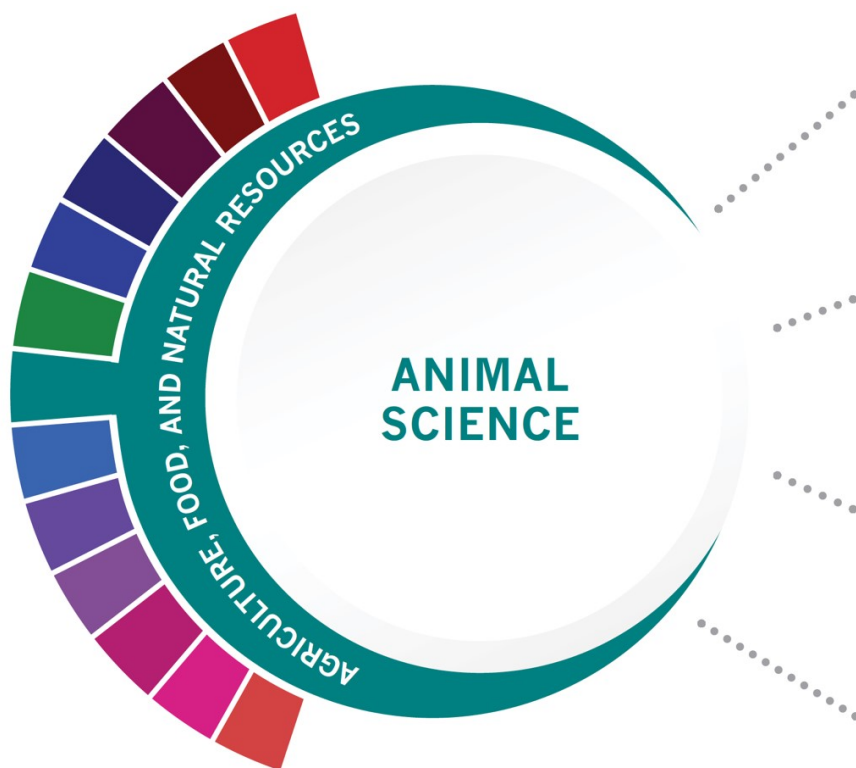 AGRICULTURE, FOOD, AND NATURAL RESOURCES
ANIMAL
SCIENCE